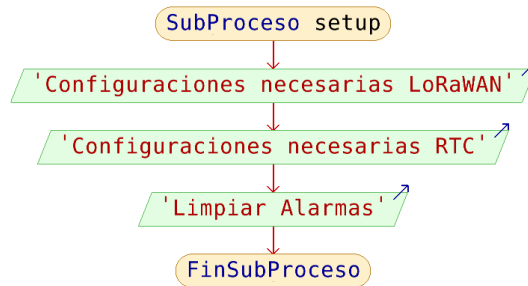 SubProceso setup
'Configuraciones necesarias LoRaWAN'
'Configuraciones necesarias RTC'
'Limpiar Alarmas'
FinSubProceso